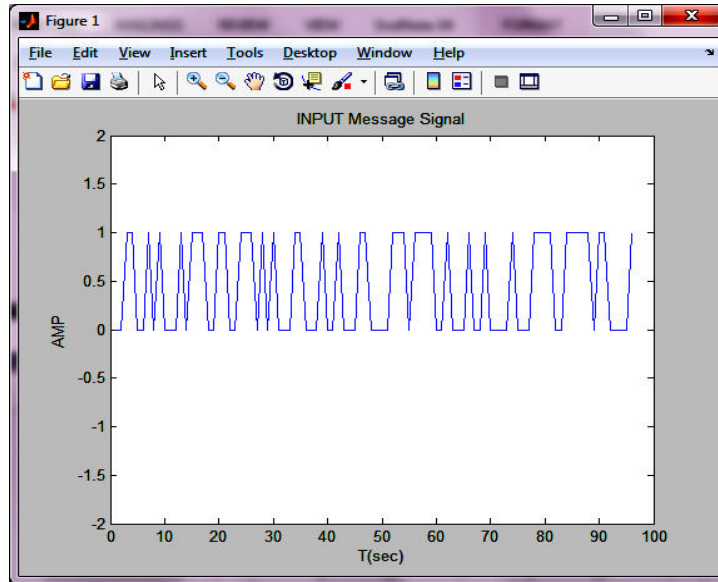 Figure 1
File Edit View Insert Tools Desktop Window Help
INPUT Message Signal
2
1.5
1
0.5
0
-0.5
-1
-1.5
-2
AMP
0 10 20 30 40 50 60 70 80 90 100
T(sec)